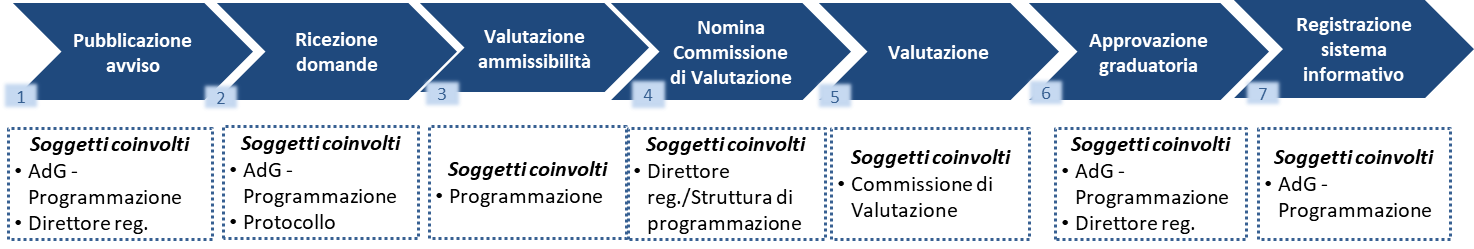 Pubblicazione
avviso
1
Ricezione
domande
2
Valutazione
ammissibilità
3
Nomina
Commissione
di Valutazione
4
Valutazione
5
Approvazione
graduatoria
6
Registrazione
sistema
informativo
7
Soggetti coinvolti
• AdG -
Programmazione
• Direttore reg.
Soggetti coinvolti
• AdG -
Programmazione
• Protocollo
Soggetti coinvolti
• Programmazione
Soggetti coinvolti
• Direttore
reg./Struttura di
programmazione
Soggetti coinvolti
• Commissione di
Valutazione
Soggetti coinvolti
• AdG -
Programmazione
• Direttore reg.
Soggetti coinvolti
• AdG -
Programmazione